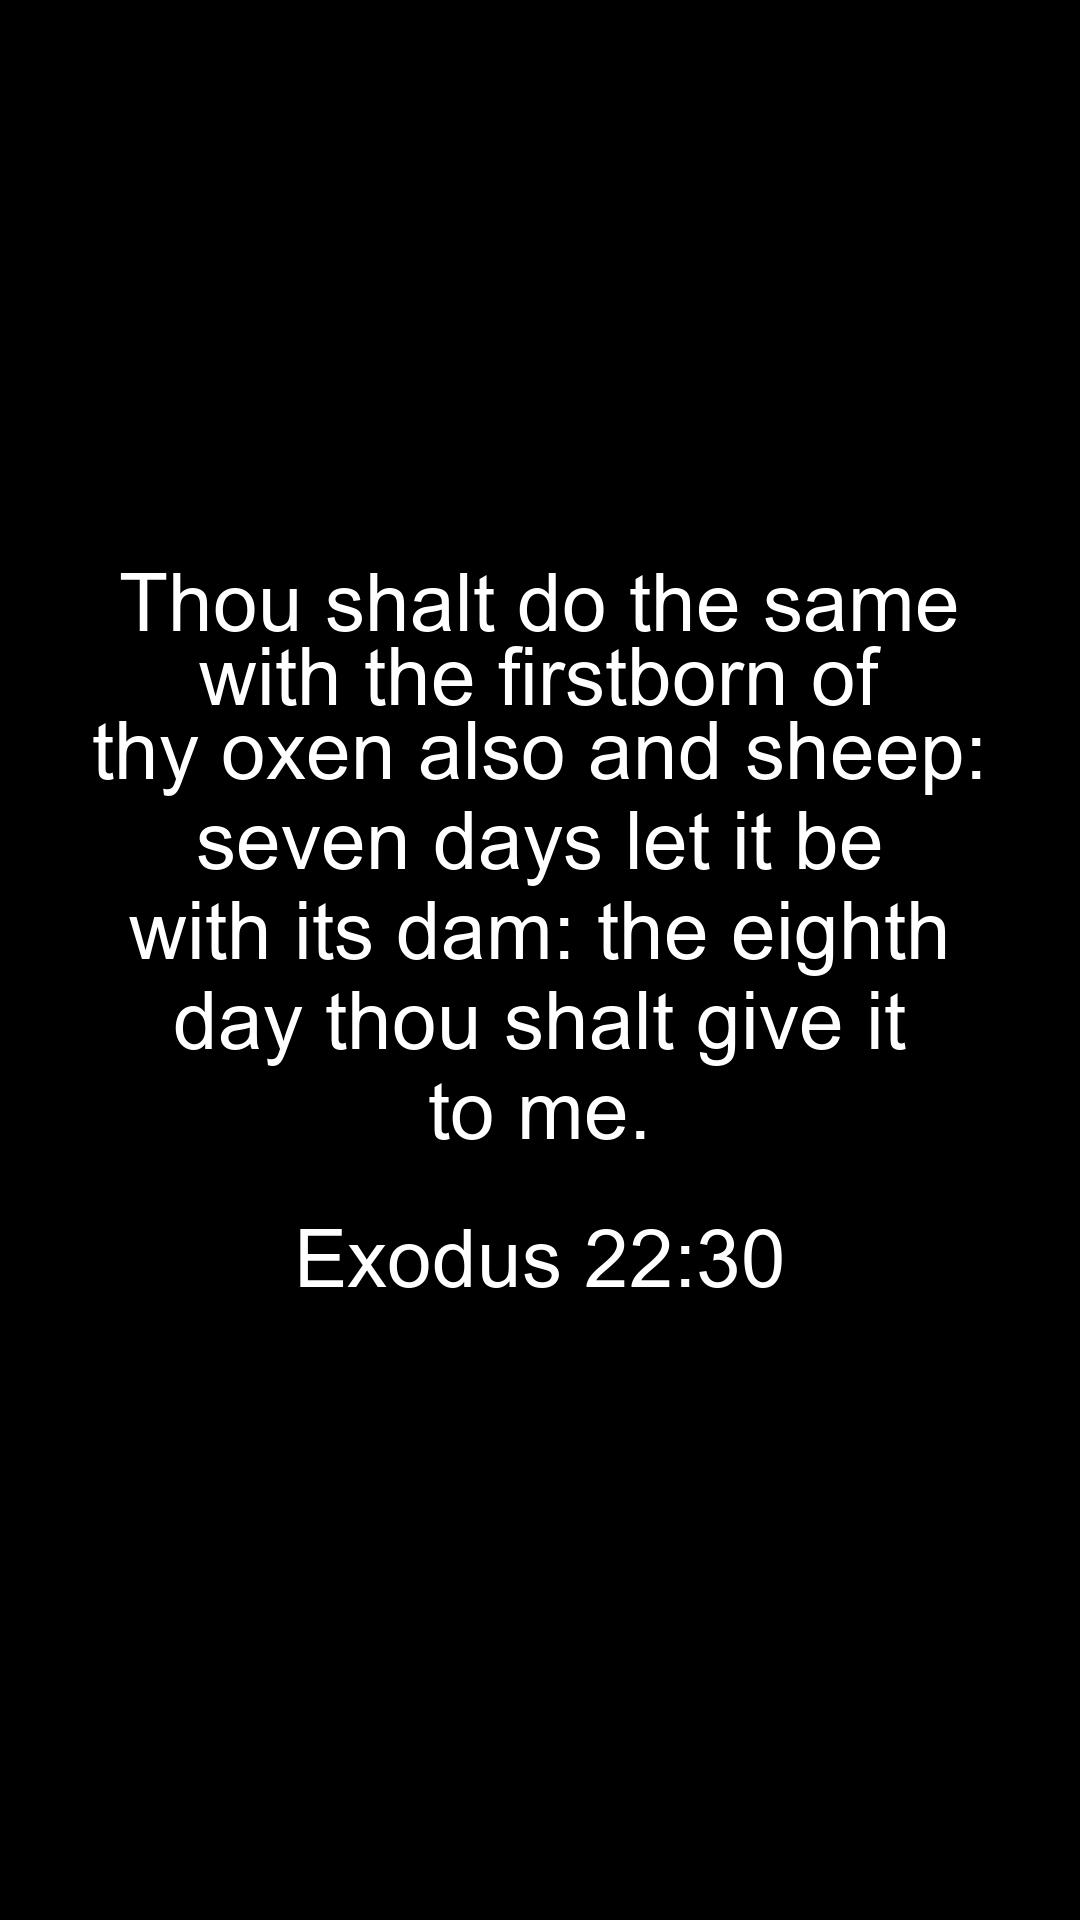 Thou shalt do the same
with the firstborn of
thy oxen also and sheep:
seven days let it be
with its dam: the eighth
day thou shalt give it
to me.
Exodus 22:30